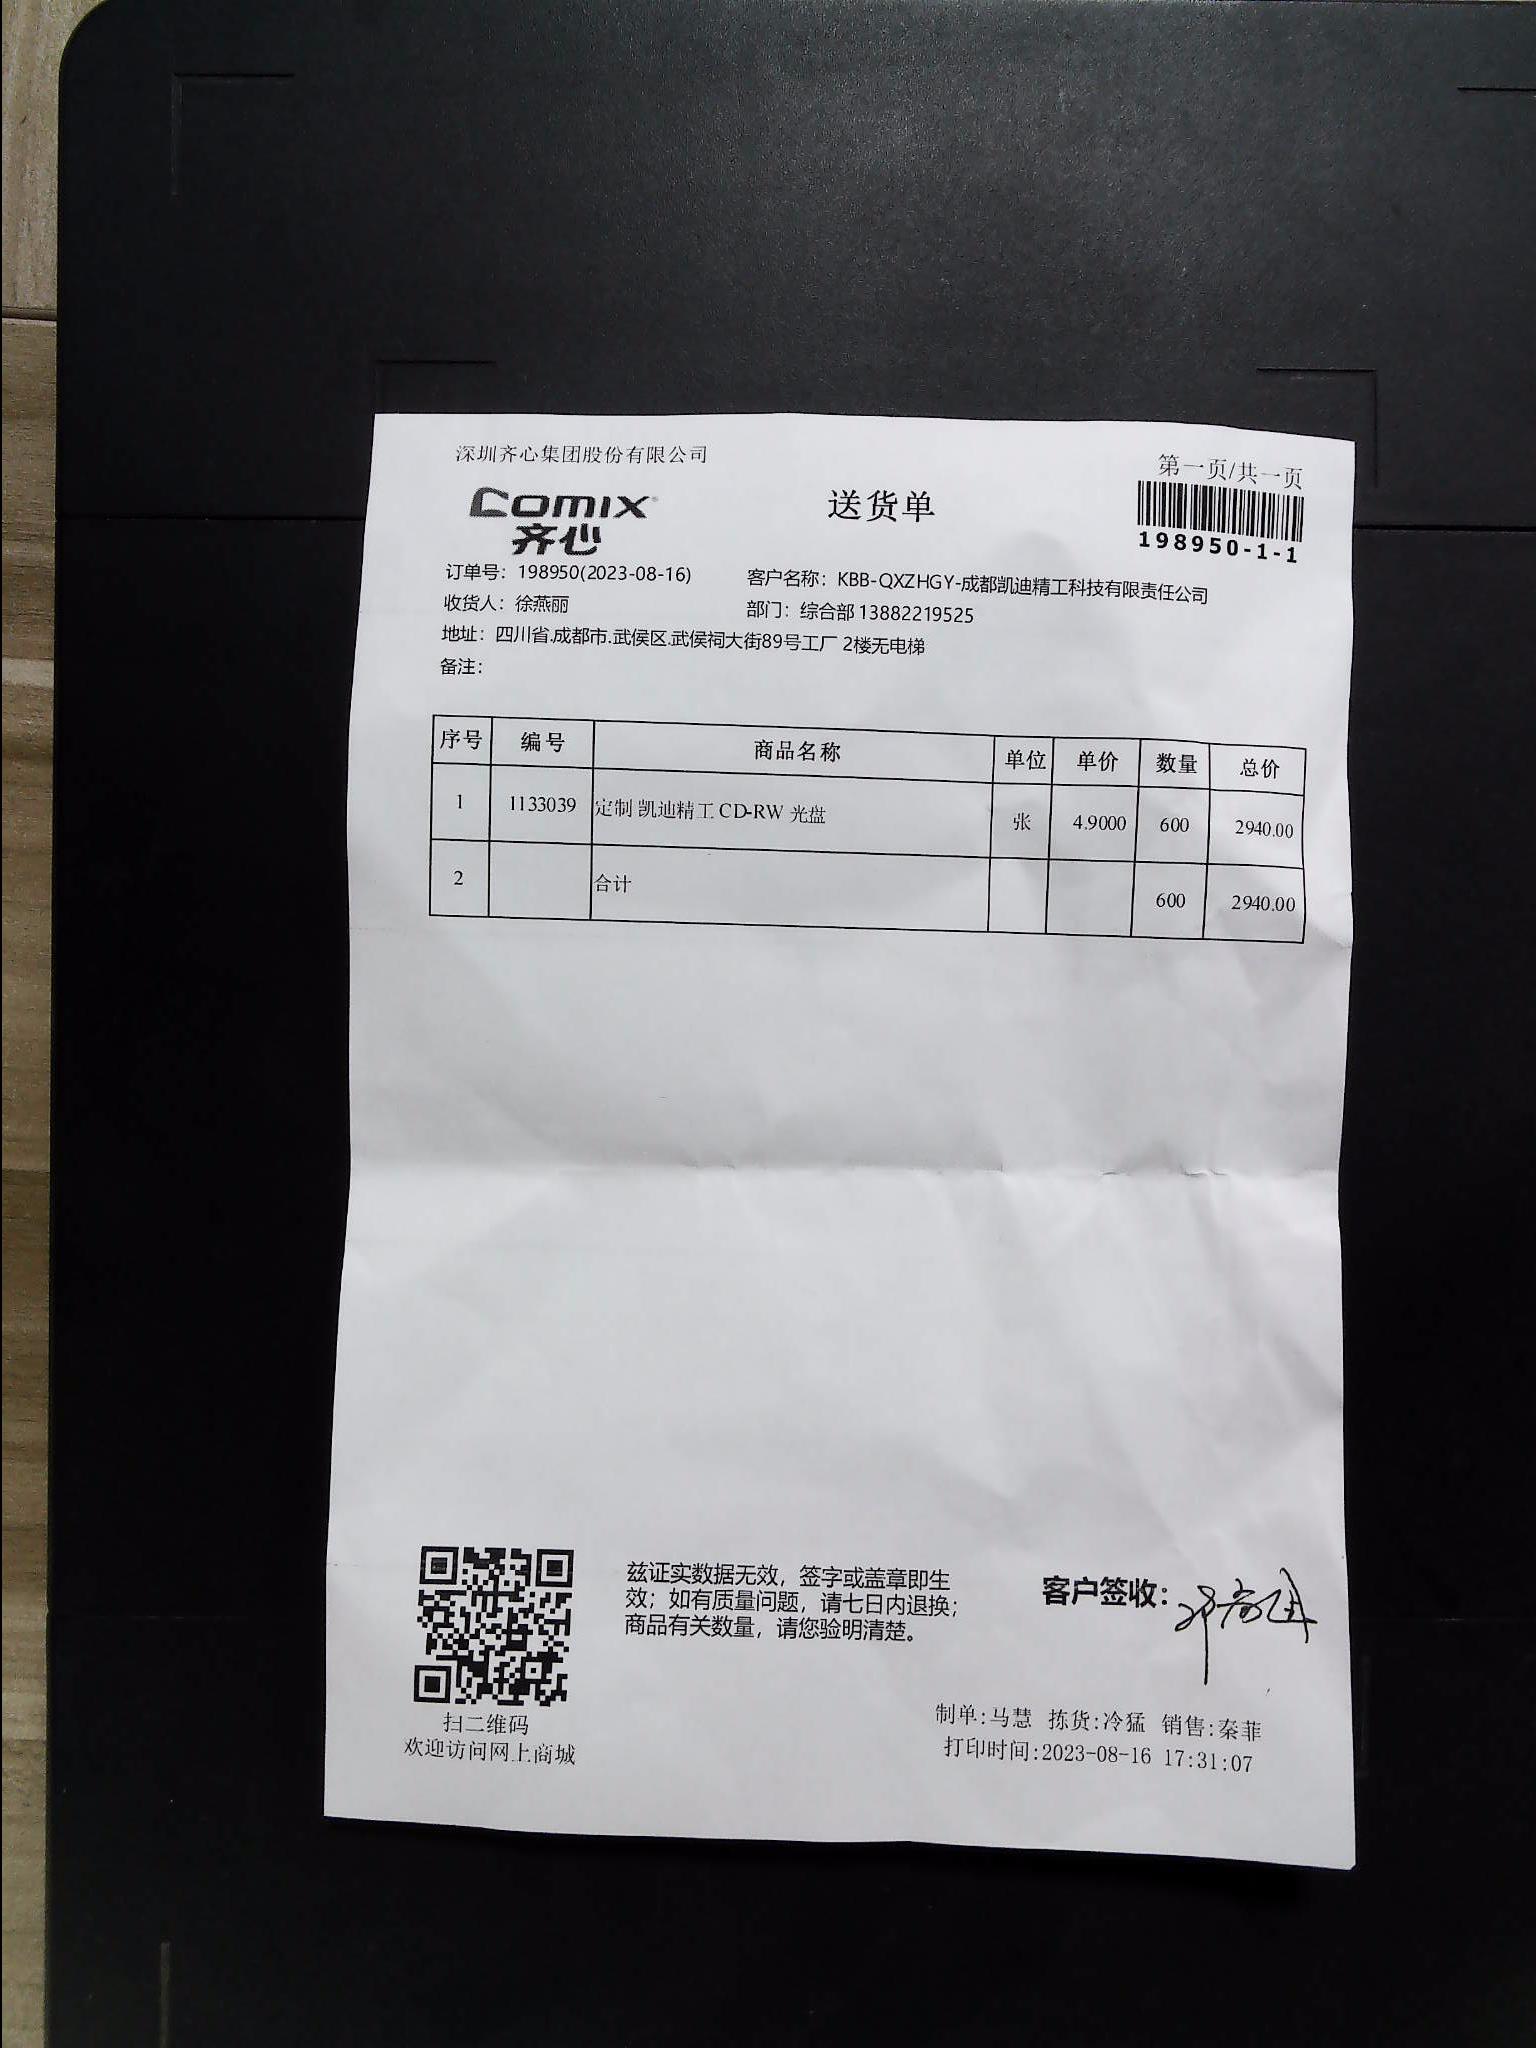 深圳齐心集团股份有限公司
第一页/共一页
Comix
齐心
送货单
198950-1-1
订单号：198950(2023-08-16)
客户名称：KBB-QXZHGY-成都凯迪精工科技有限责任公司
收货人：徐燕丽
部门：综合部 13882219525
地址：四川省.成都市.武侯区.武侯祠大街89号工厂 2楼无电梯
备注：
序号 编号 商品名称 单位 单价 数量 总价
1 1133039 定制 凯迪精工 CD-RW 光盘 张 4.9000 600 2940.00
2 合计 600 2940.00
兹证实数据无效，签字或盖章即生
效；如有质量问题，请七日内退换；
商品有关数量，请您验明清楚。
客户签收：
扫二维码
欢迎访问网上商城
制单:马慧 拣货:冷猛 销售:秦菲
打印时间:2023-08-16 17:31:07